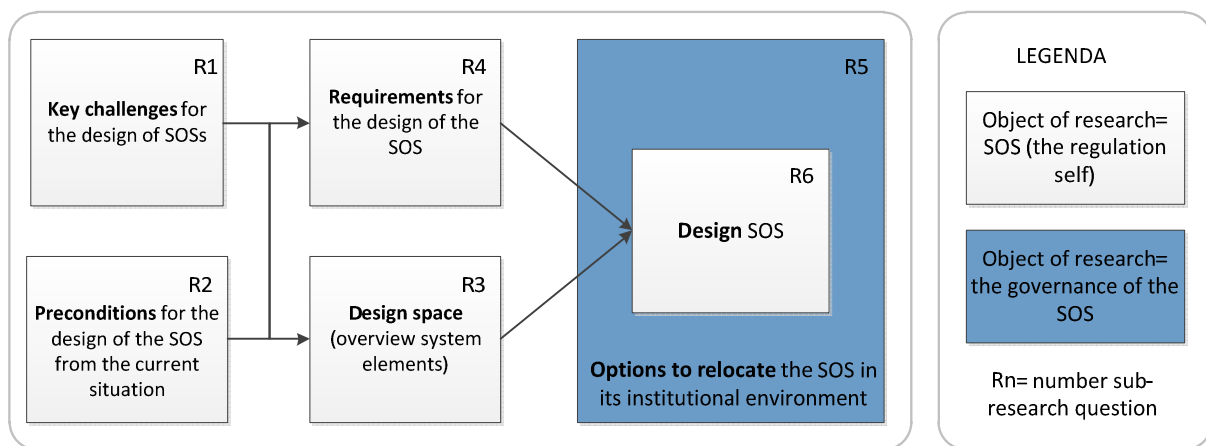 R1
Key challenges for
the design of SOSs
R4
Requirements for
the design of the
SOS
R2
Preconditions for the
design of the SOS
from the current
situation
R3
Design space
(overview system
elements)
R5
R6
Design SOS
Options to relocate the SOS in
its institutional environment
LEGENDA
Object of research=
SOS (the regulation
self)
Object of research=
the governance of the
SOS
Rn= number sub-
research question